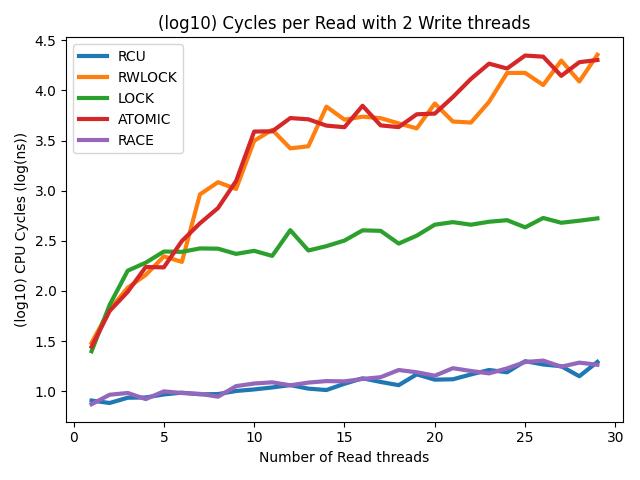 (log10) Cycles per Read with 2 Write threads
4.5
4.0
3.5
3.0
2.5
2.0
1.5
1.0
(log10) CPU Cycles (log(ns))
RCU
RWLOCK
LOCK
ATOMIC
RACE
0 5 10 15 20 25 30
Number of Read threads